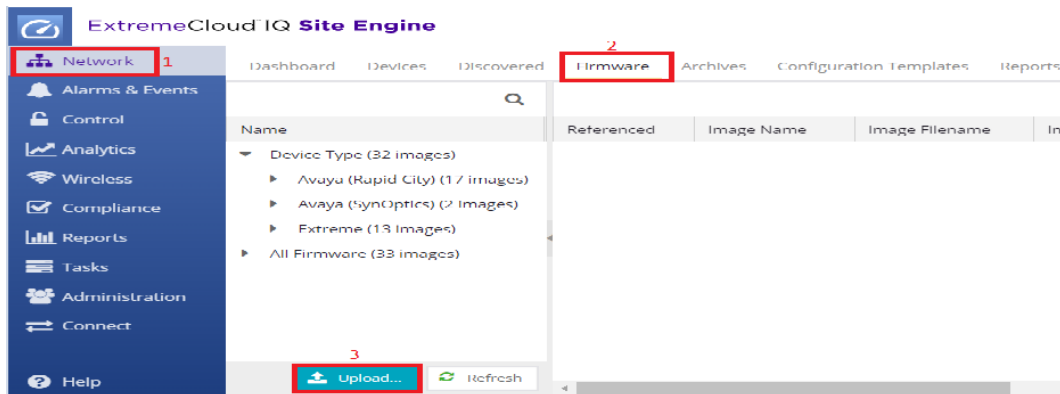 ExtremeCloud IQ Site Engine
Network 1
Alarms & Events
Control
Analytics
Wireless
Compliance
Reports
Tasks
Administration
Connect
Help
2
Dashboard Devices Discovered Firmware Archives Configuration Templates Reports
Name Referenced Image Name Image Filename
Device Type (32 images)
Avaya (Rapid City) (17 images)
Avaya (SynOptics) (2 Images)
Extreme (13 Images)
All Firmware (33 images)
3
Upload... Refresh